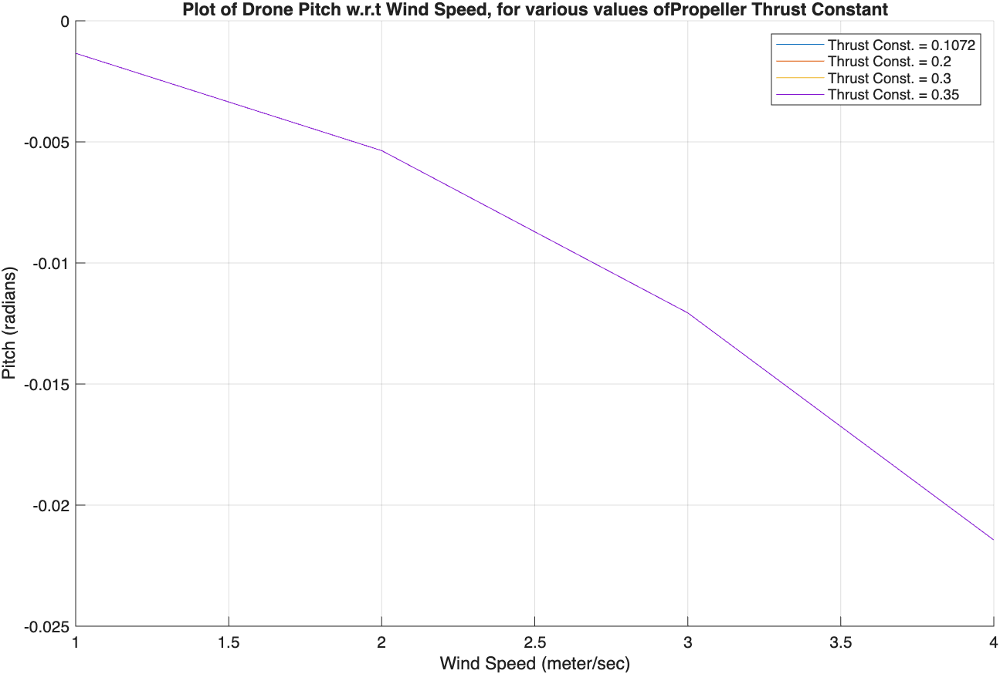 Plot of Drone Pitch w.r.t Wind Speed, for various values ofPropeller Thrust Constant
Thrust Const. = 0.1072
Thrust Const. = 0.2
Thrust Const. = 0.3
Thrust Const. = 0.35
0
-0.005
-0.01
-0.015
-0.02
-0.025
Pitch (radians)
1 1.5 2 2.5 3 3.5 4
Wind Speed (meter/sec)